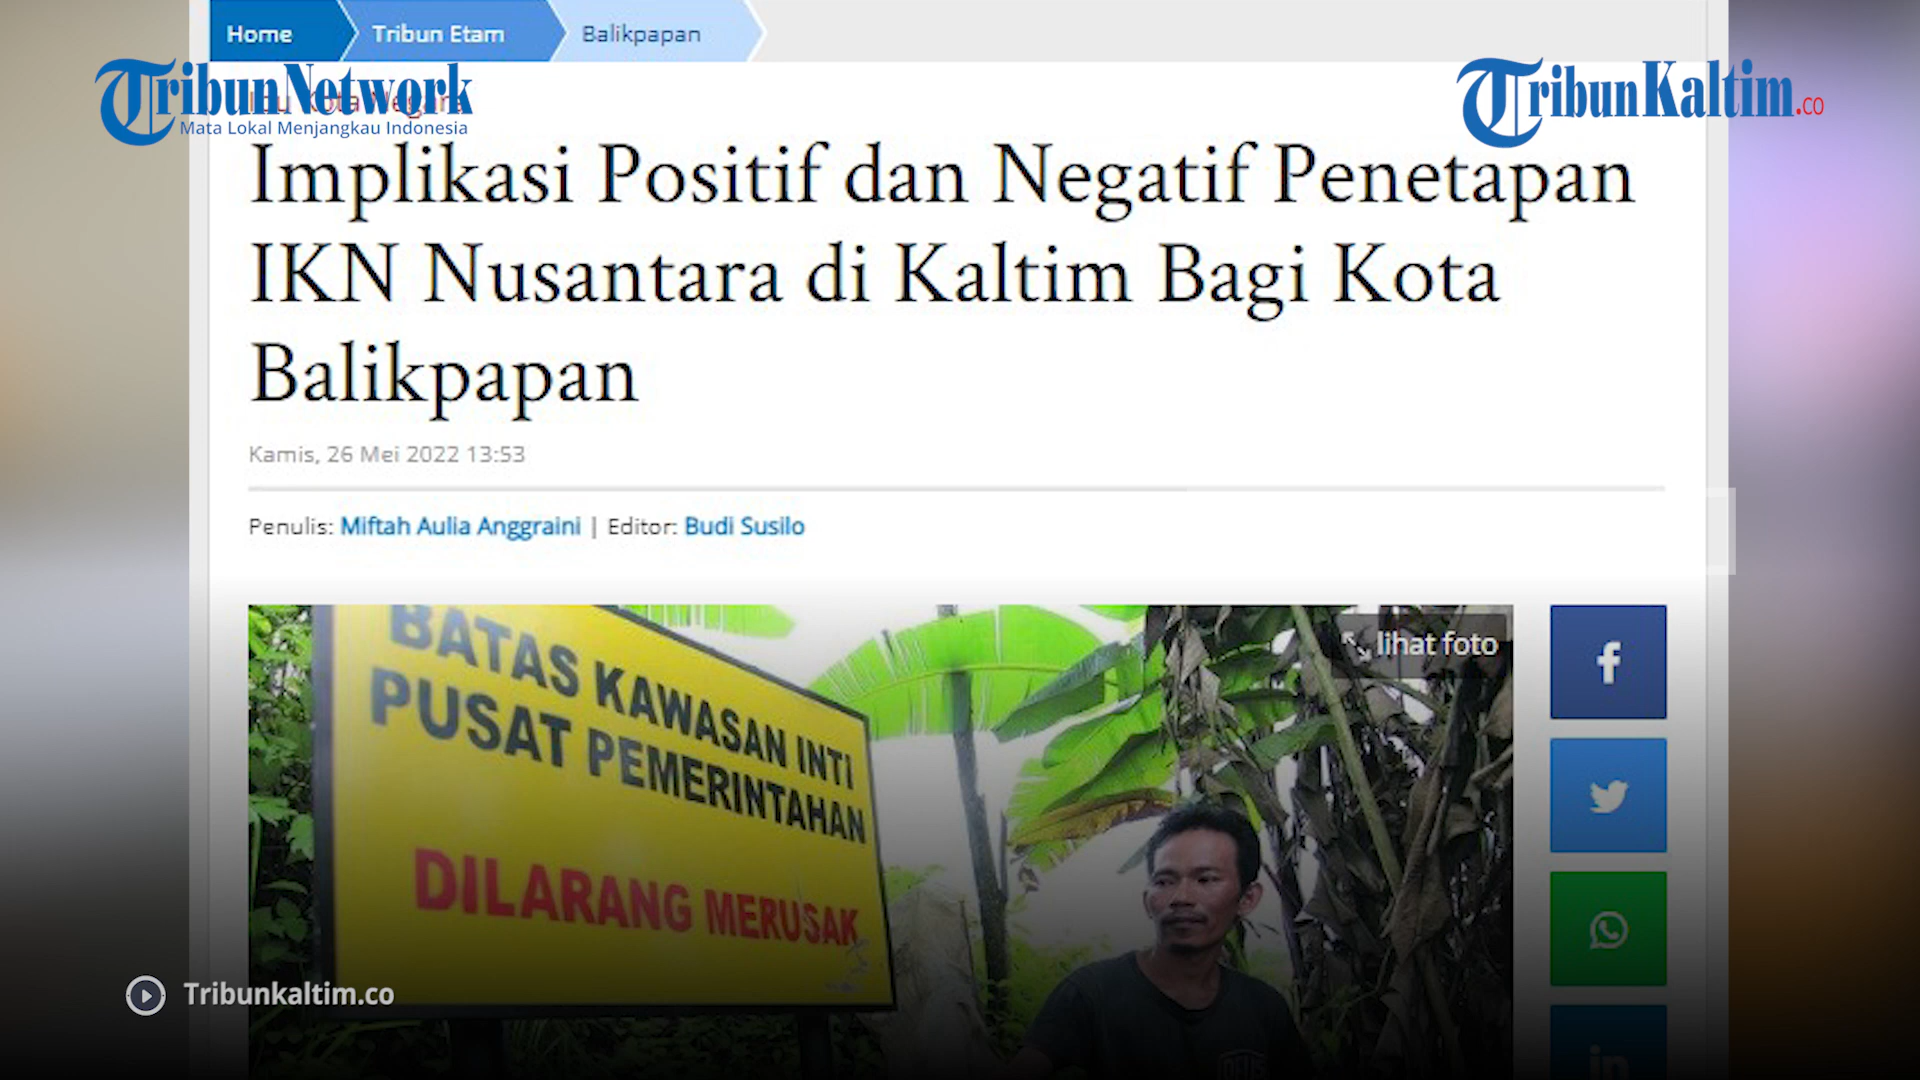 Home
Tribun Etam
Balikpapan
TribunNetwork
Mata Lokal Menjangkau Indonesia
TribunKaltim.co
Implikasi Positif dan Negatif Penetapan
IKN Nusantara di Kaltim Bagi Kota
Balikpapan
Kamis, 26 Mei 2022 13:53
Penulis: Miftah Aulia Anggraini | Editor: Budi Susilo
lihat foto
BATAS KAWASAN INTI
PUSAT PEMERINTAHAN
DILARANG MERUSAK
Tribunkaltim.co